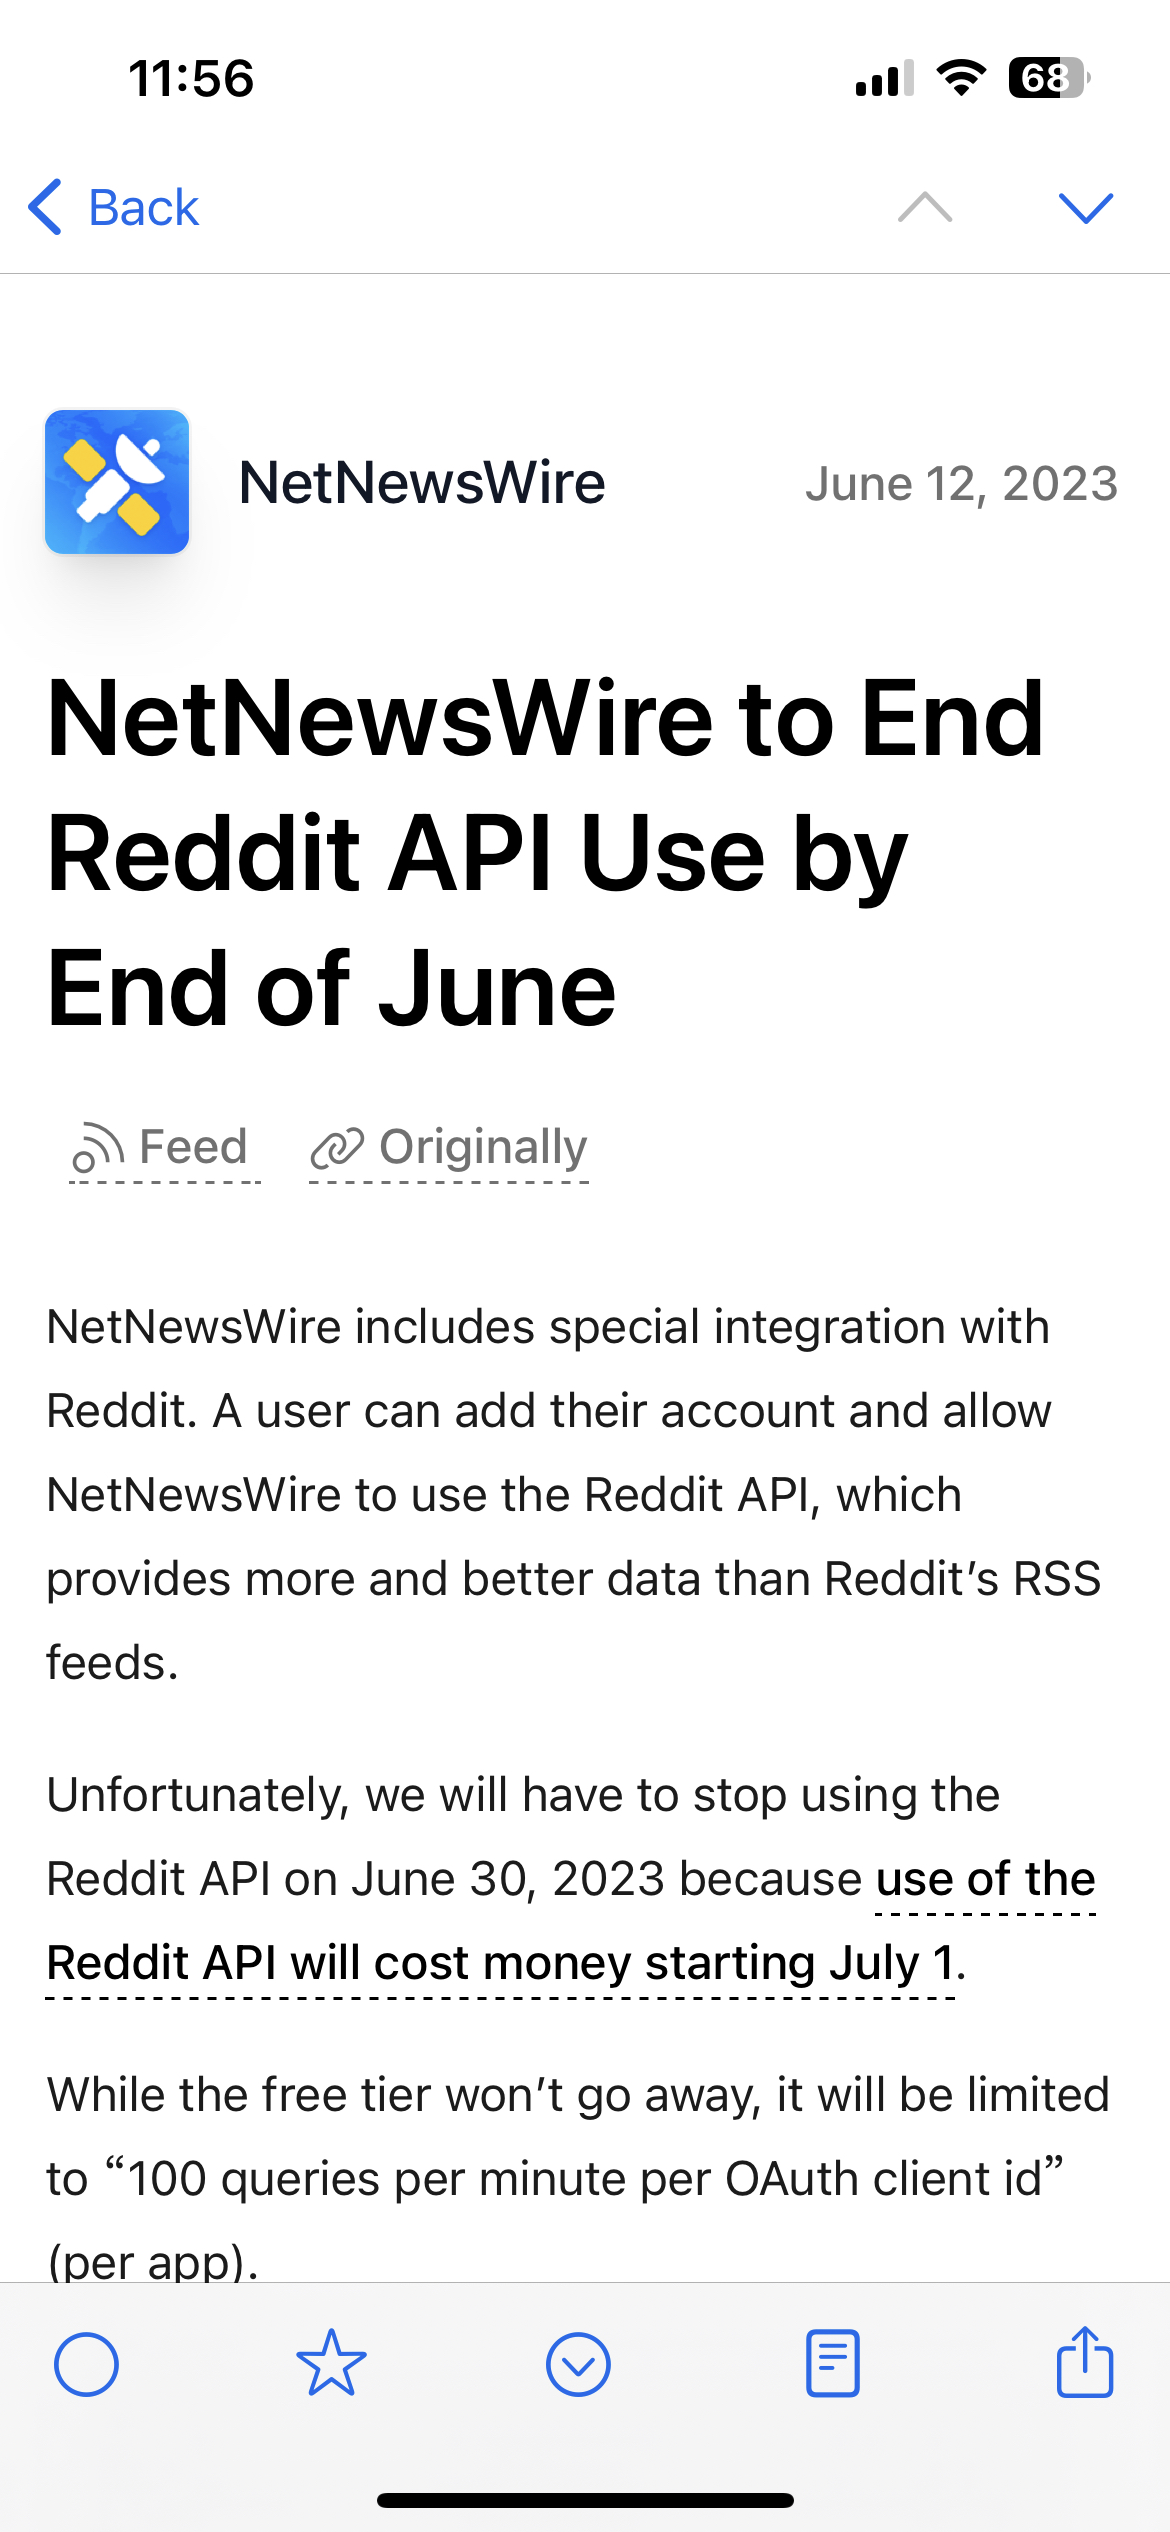 11:56
68
Back
NetNewsWire
June 12, 2023
NetNewsWire to End
Reddit API Use by
End of June
Feed
Originally
NetNewsWire includes special integration with
Reddit. A user can add their account and allow
NetNewsWire to use the Reddit API, which
provides more and better data than Reddit’s RSS
feeds.
Unfortunately, we will have to stop using the
Reddit API on June 30, 2023 because use of the
Reddit API will cost money starting July 1.
While the free tier won’t go away, it will be limited
to “100 queries per minute per OAuth client id”
(per app).